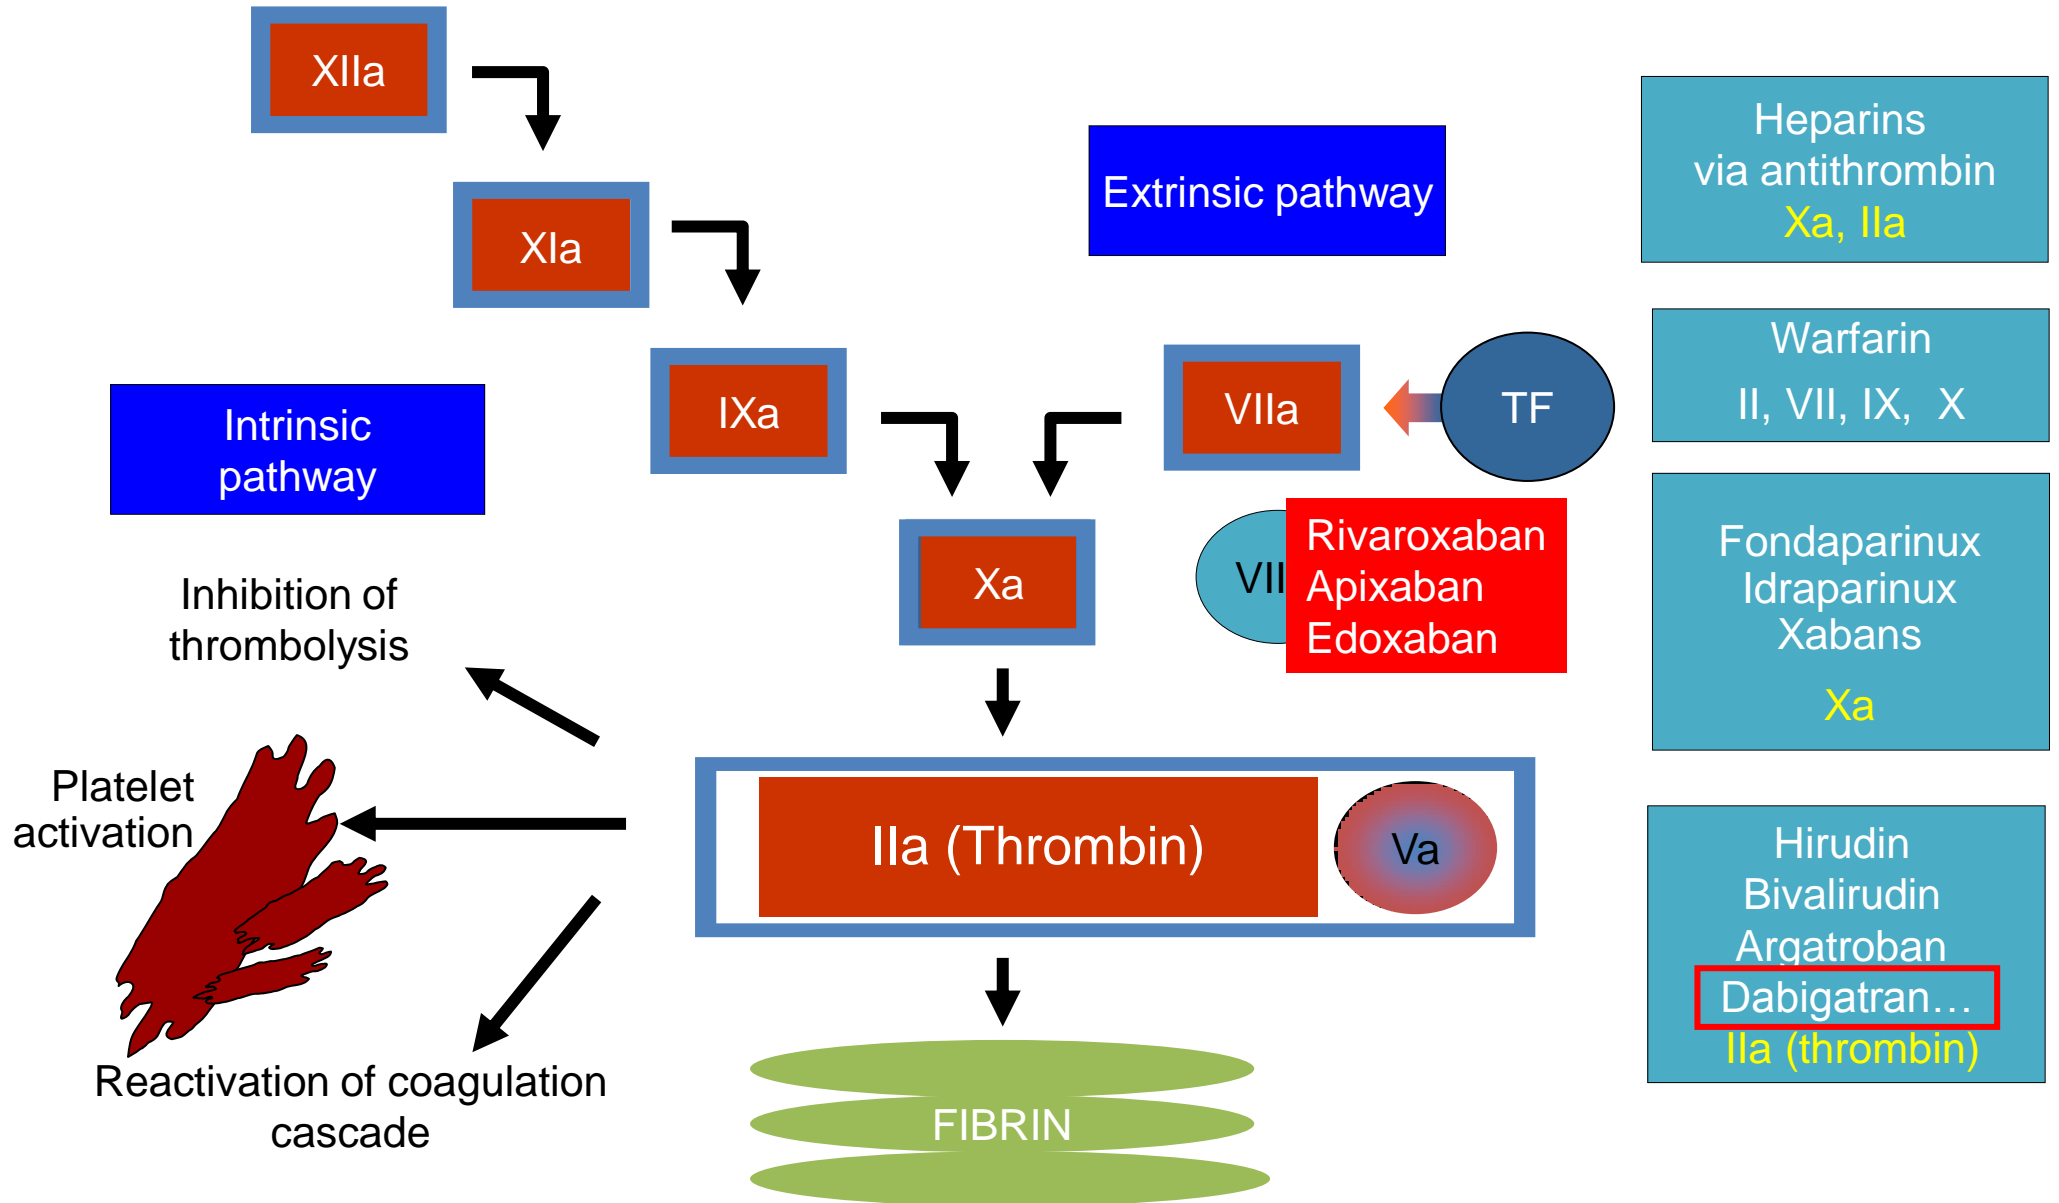 XIIa
XIa
IXa
Intrinsic
pathway
Extrinsic pathway
VIIa
TF
Xa
VII
Rivaroxaban
Apixaban
Edoxaban
Inhibition of
thrombolysis
Platelet
activation
Reactivation of coagulation
cascade
IIa (Thrombin)
Va
FIBRIN
Heparins
via antithrombin
Xa, IIa
Warfarin
II, VII, IX, X
Fondaparinux
Idraparinux
Xabans
Xa
Hirudin
Bivalirudin
Argatroban
Dabigatran…
IIa (thrombin)